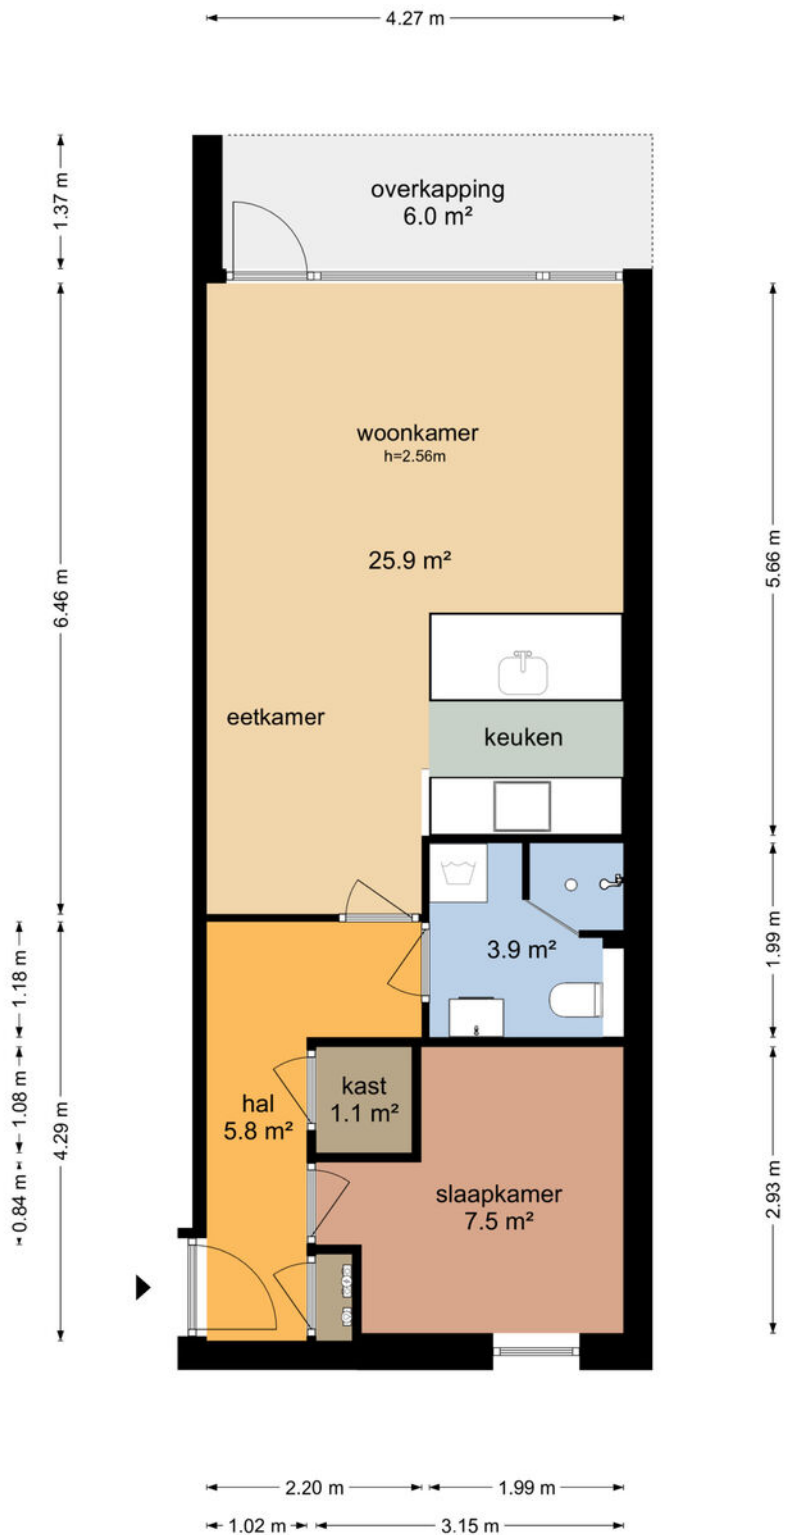 4.27 m
1.37 m
overkapping
6.0 m²
woonkamer
h=2.56m
25.9 m²
6.46 m
5.66 m
eetkamer
keuken
3.9 m²
1.99 m
1.18 m
1.08 m
0.84 m
4.29 m
hal
5.8 m²
kast
1.1 m²
slaapkamer
7.5 m²
2.93 m
2.20 m
1.99 m
1.02 m
3.15 m